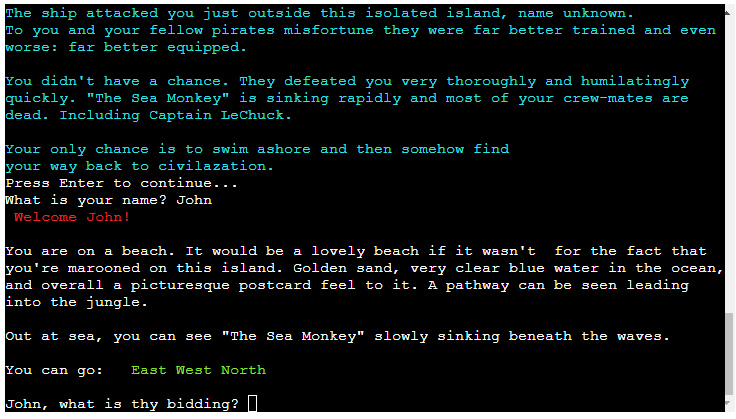 The ship attacked you just outside this isolated island, name unknown.
To you and your fellow pirates misfortune they were far better trained and even
worse: far better equipped.
You didn't have a chance. They defeated you very thoroughly and humilatingly
quickly. "The Sea Monkey" is sinking rapidly and most of your crew-mates are
dead. Including Captain LeChuck.
Your only chance is to swim ashore and then somehow find
your way back to civilazation.
Press Enter to continue...
What is your name? John
Welcome John!
You are on a beach. It would be a lovely beach if it wasn't  for the fact that
you're marooned on this island. Golden sand, very clear blue water in the ocean,
and overall a picturesque postcard feel to it. A pathway can be seen leading
into the jungle.
Out at sea, you can see "The Sea Monkey" slowly sinking beneath the waves.
You can go:   East West North
John, what is thy bidding?